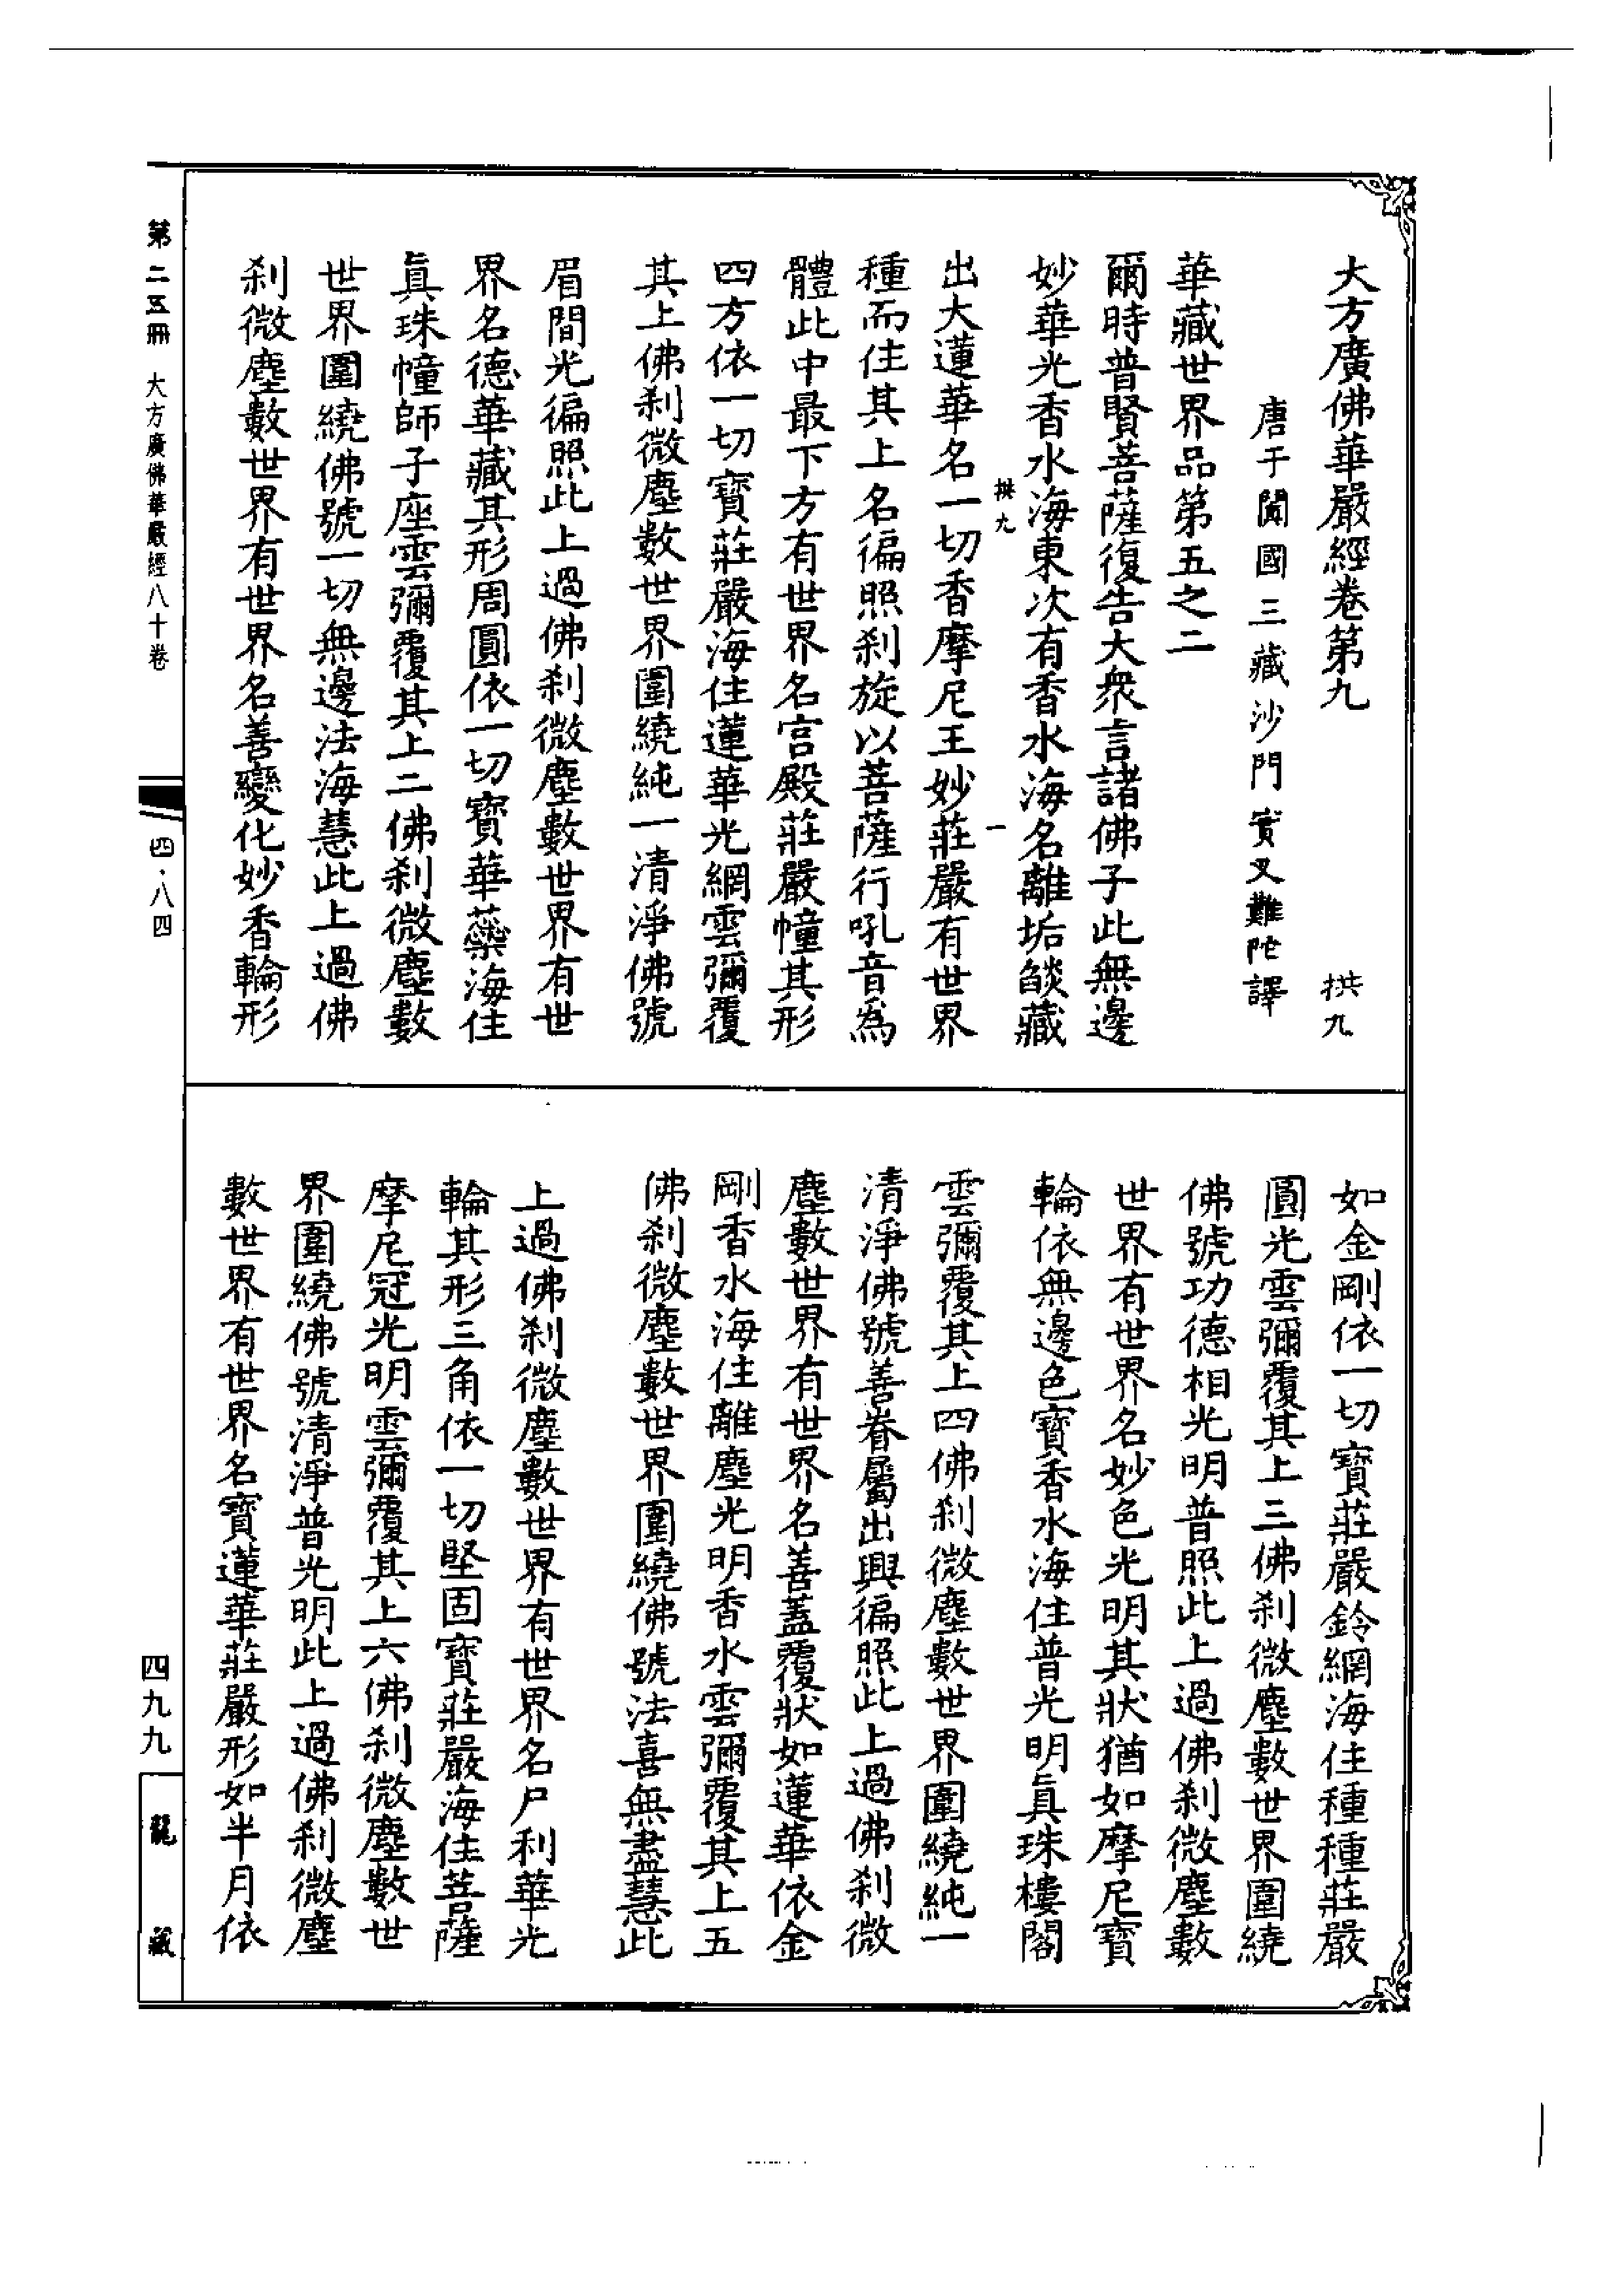 大方廣佛華嚴經卷第九　拱九
唐于闐國三藏沙門實叉難陀譯
華藏世界品第五之二
爾時普賢菩薩復告大衆言諸佛子此無邊
妙華光香水海東次有香水海名離垢燄藏
拱九　一
出大蓮華名一切香摩尼王妙莊嚴有世界
種而住其上名徧照刹旋以菩薩行吼音爲
體此中最下方有世界名宮殿莊嚴幢其形
四方依一切寶莊嚴海住蓮華光網雲彌覆
其上佛刹微塵數世界圍繞純一清淨佛號
眉間光徧照此上過佛刹微塵數世界有世
界名德華藏其形周圓依一切寶華蘂海住
眞珠幢師子座雲彌覆其上二佛刹微塵數
世界圍繞佛號一切無邊法海慧此上過佛
刹微塵數世界有世界名善變化妙香輪形
如金剛依一切寶莊嚴鈴網海住種種莊嚴
圓光雲彌覆其上三佛刹微塵數世界圍繞
佛號功德相光明普照此上過佛刹微塵數
世界有世界名妙色光明其狀猶如摩尼寶
輪依無邊色寶香水海住普光明眞珠樓閣
雲彌覆其上四佛刹微塵數世界圍繞純一
清淨佛號善眷屬出興徧照此上過佛刹微
塵數世界有世界名善蓋覆狀如蓮華依金
剛香水海住離塵光明香水雲彌覆其上五
佛刹微塵數世界圍繞佛號法喜無盡慧此
上過佛刹微塵數世界有世界名尸利華光
輪其形三角依一切堅固寶莊嚴海住菩薩
摩尼冠光明雲彌覆其上六佛刹微塵數世
界圍繞佛號清淨普光明此上過佛刹微塵
數世界有世界名寶蓮華莊嚴形如半月依
第二五冊　大方廣佛華嚴經八十卷
四·八四
四九九
龍藏